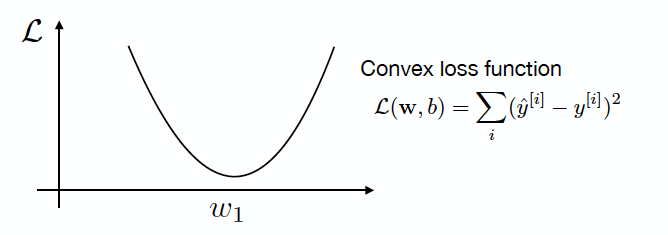 ℒ
Convex loss function
ℒ(w, b) = ∑ᵢ(ŷ^[i] − y^[i])²
w₁